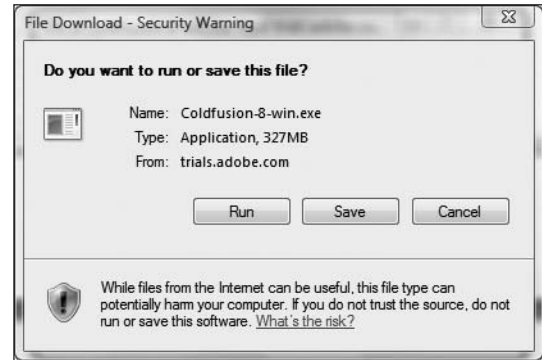 File Download - Security Warning
Do you want to run or save this file?
Name: Coldfusion-8-win.exe
Type: Application, 327MB
From: trials.adobe.com
Run Save Cancel
While files from the Internet can be useful, this file type can
potentially harm your computer. If you do not trust the source, do not
run or save this software. What's the risk?